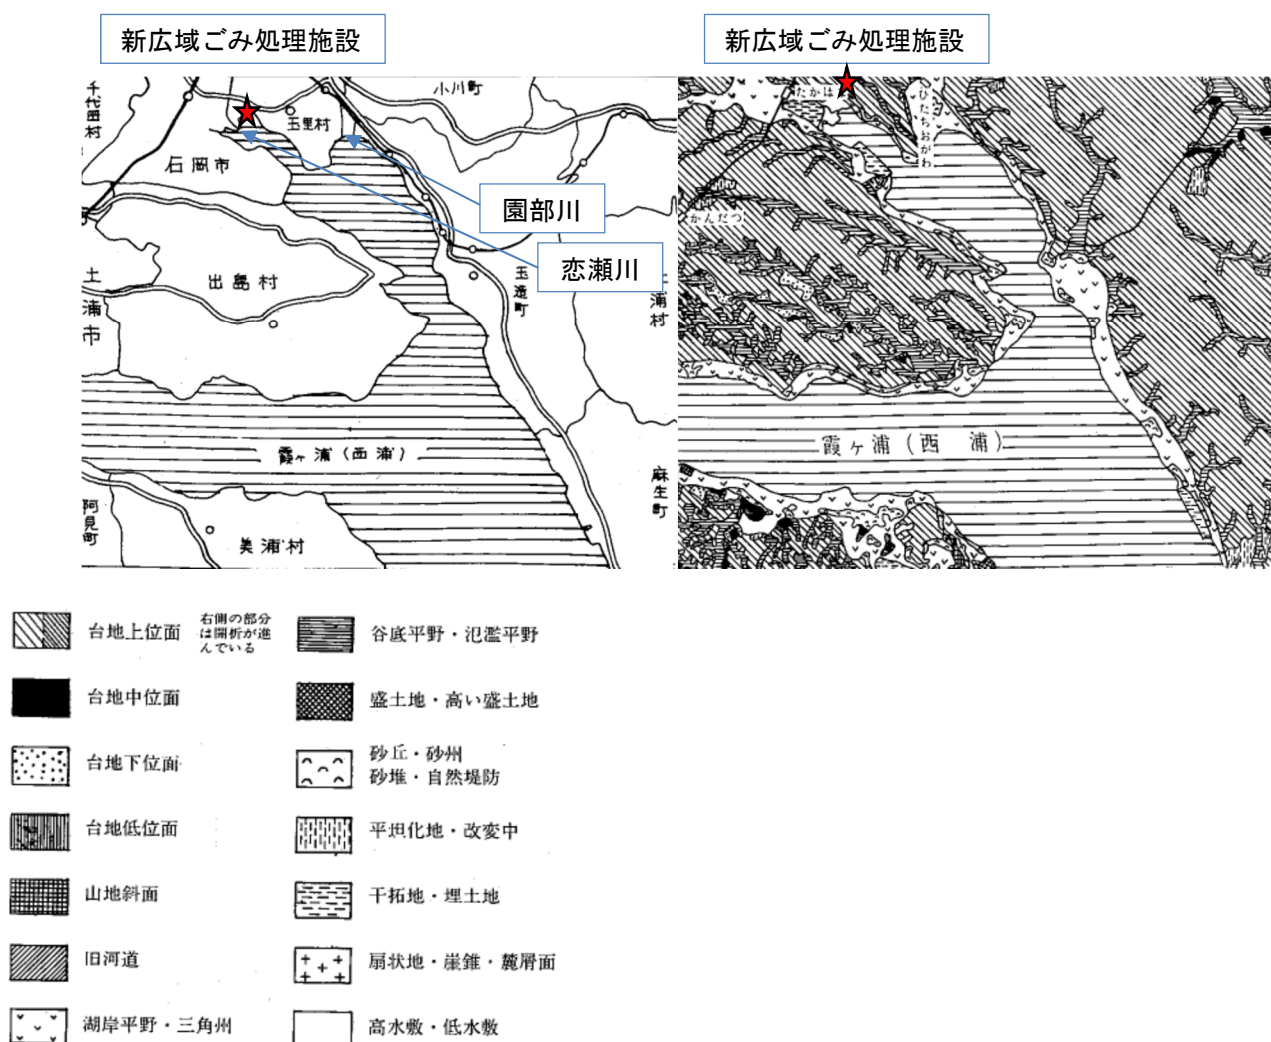 新広域ごみ処理施設
新広域ごみ処理施設
千代田村
小川町
玉里村
石岡市
園部川
恋瀬川
出島村
土浦市
玉造町
浦村
霞ヶ浦(西浦)
阿見町
美浦村
麻生町
たかは
ひたちおがわ
かんだつ
霞ヶ浦(西浦)
台地上位面
右側の部分
は開析が進
んでいる
台地中位面
台地下位面
台地低位面
山地斜面
旧河道
湖岸平野・三角州
谷底平野・氾濫平野
盛土地・高い盛土地
砂丘・砂州
砂堆・自然堤防
平坦化地・改変中
干拓地・埋土地
扇状地・崖錐・麓屑面
高水敷・低水敷